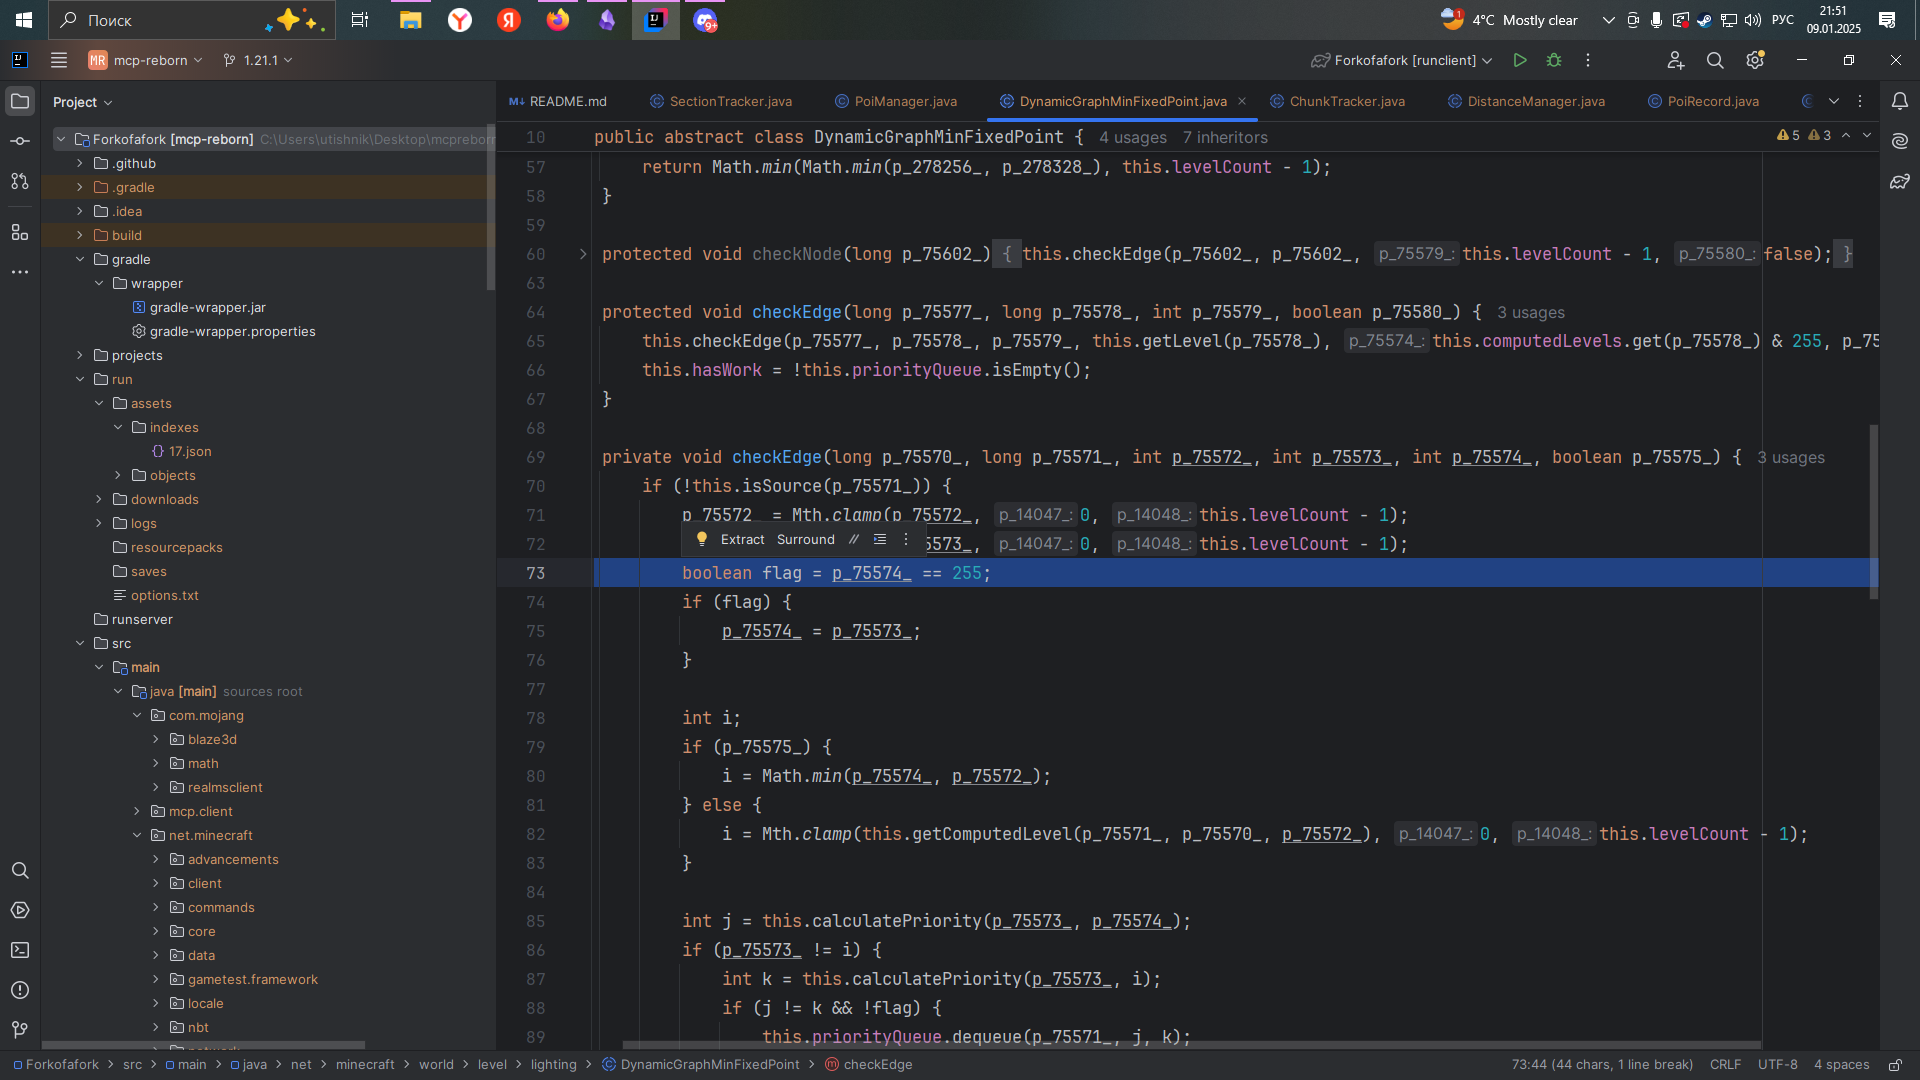 Поиск
9+
1
4°C Mostly clear
РУС
21:51
09.01.2025
MR mcp-reborn
1.21.1
Forkofafork [runclient]
Project
README.md
SectionTracker.java
PoiManager.java
DynamicGraphMinFixedPoint.java
ChunkTracker.java
DistanceManager.java
PoiRecord.java
Forkofafork [mcp-reborn] C:\Users\utishnik\Desktop\mcpreborn
.github
.gradle
.idea
build
gradle
wrapper
gradle-wrapper.jar
gradle-wrapper.properties
projects
run
assets
indexes
17.json
objects
downloads
logs
resourcepacks
saves
options.txt
runserver
src
main
java [main] sources root
com.mojang
blaze3d
math
realmsclient
mcp.client
net.minecraft
advancements
client
commands
core
data
gametest.framework
locale
nbt
10 public abstract class DynamicGraphMinFixedPoint { 4 usages 7 inheritors
5 3
57 return Math.min(Math.min(p_278256_, p_278328_), this.levelCount - 1);
58 }
59
60 protected void checkNode(long p_75602_) { this.checkEdge(p_75602_, p_75602_, p_75579_: this.levelCount - 1, p_75580_: false); }
63
64 protected void checkEdge(long p_75577_, long p_75578_, int p_75579_, boolean p_75580_) { 3 usages
65 this.checkEdge(p_75577_, p_75578_, p_75579_, this.getLevel(p_75578_), p_75574_: this.computedLevels.get(p_75578_) & 255, p_75
66 this.hasWork = !this.priorityQueue.isEmpty();
67 }
68
69 private void checkEdge(long p_75570_, long p_75571_, int p_75572_, int p_75573_, int p_75574_, boolean p_75575_) { 3 usages
70 if (!this.isSource(p_75571_)) {
71 p_75572_ = Mth.clamp(p_75572_, p_14047_: 0, p_14048_: this.levelCount - 1);
72 Extract Surround // 5573_, p_14047_: 0, p_14048_: this.levelCount - 1);
73 boolean flag = p_75574_ == 255;
74 if (flag) {
75 p_75574_ = p_75573_;
76 }
77
78 int i;
79 if (p_75575_) {
80 i = Math.min(p_75574_, p_75572_);
81 } else {
82 i = Mth.clamp(this.getComputedLevel(p_75571_, p_75570_, p_75572_), p_14047_: 0, p_14048_: this.levelCount - 1);
83 }
84
85 int j = this.calculatePriority(p_75573_, p_75574_);
86 if (p_75573_ != i) {
87 int k = this.calculatePriority(p_75573_, i);
88 if (j != k && !flag) {
89 this.priorityQueue.dequeue(p_75571_, j, k);
Forkofafork > src > main > java > net > minecraft > world > level > lighting > DynamicGraphMinFixedPoint > checkEdge
73:44 (44 chars, 1 line break) CRLF UTF-8 4 spaces